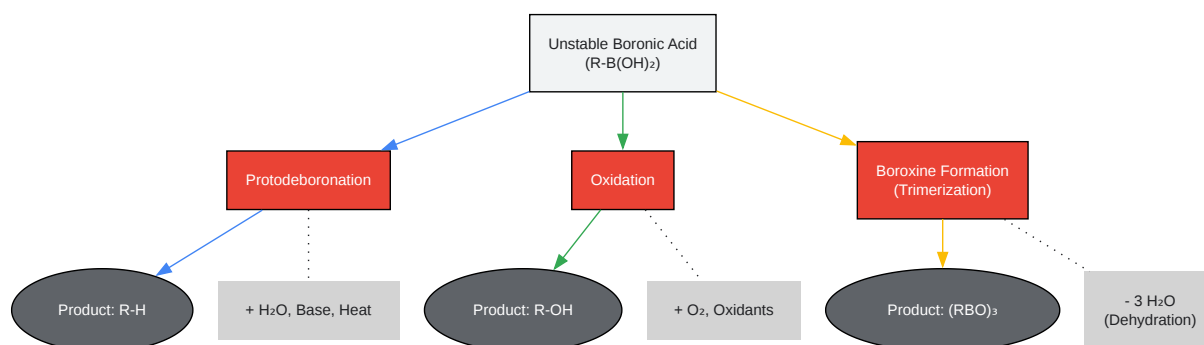 Unstable Boronic Acid
(R-B(OH)₂)
Protodeboronation
Oxidation
Boroxine Formation
(Trimerization)
Product: R-H
+ H₂O, Base, Heat
Product: R-OH
+ O₂, Oxidants
Product: (RBO)₃
- 3 H₂O
(Dehydration)